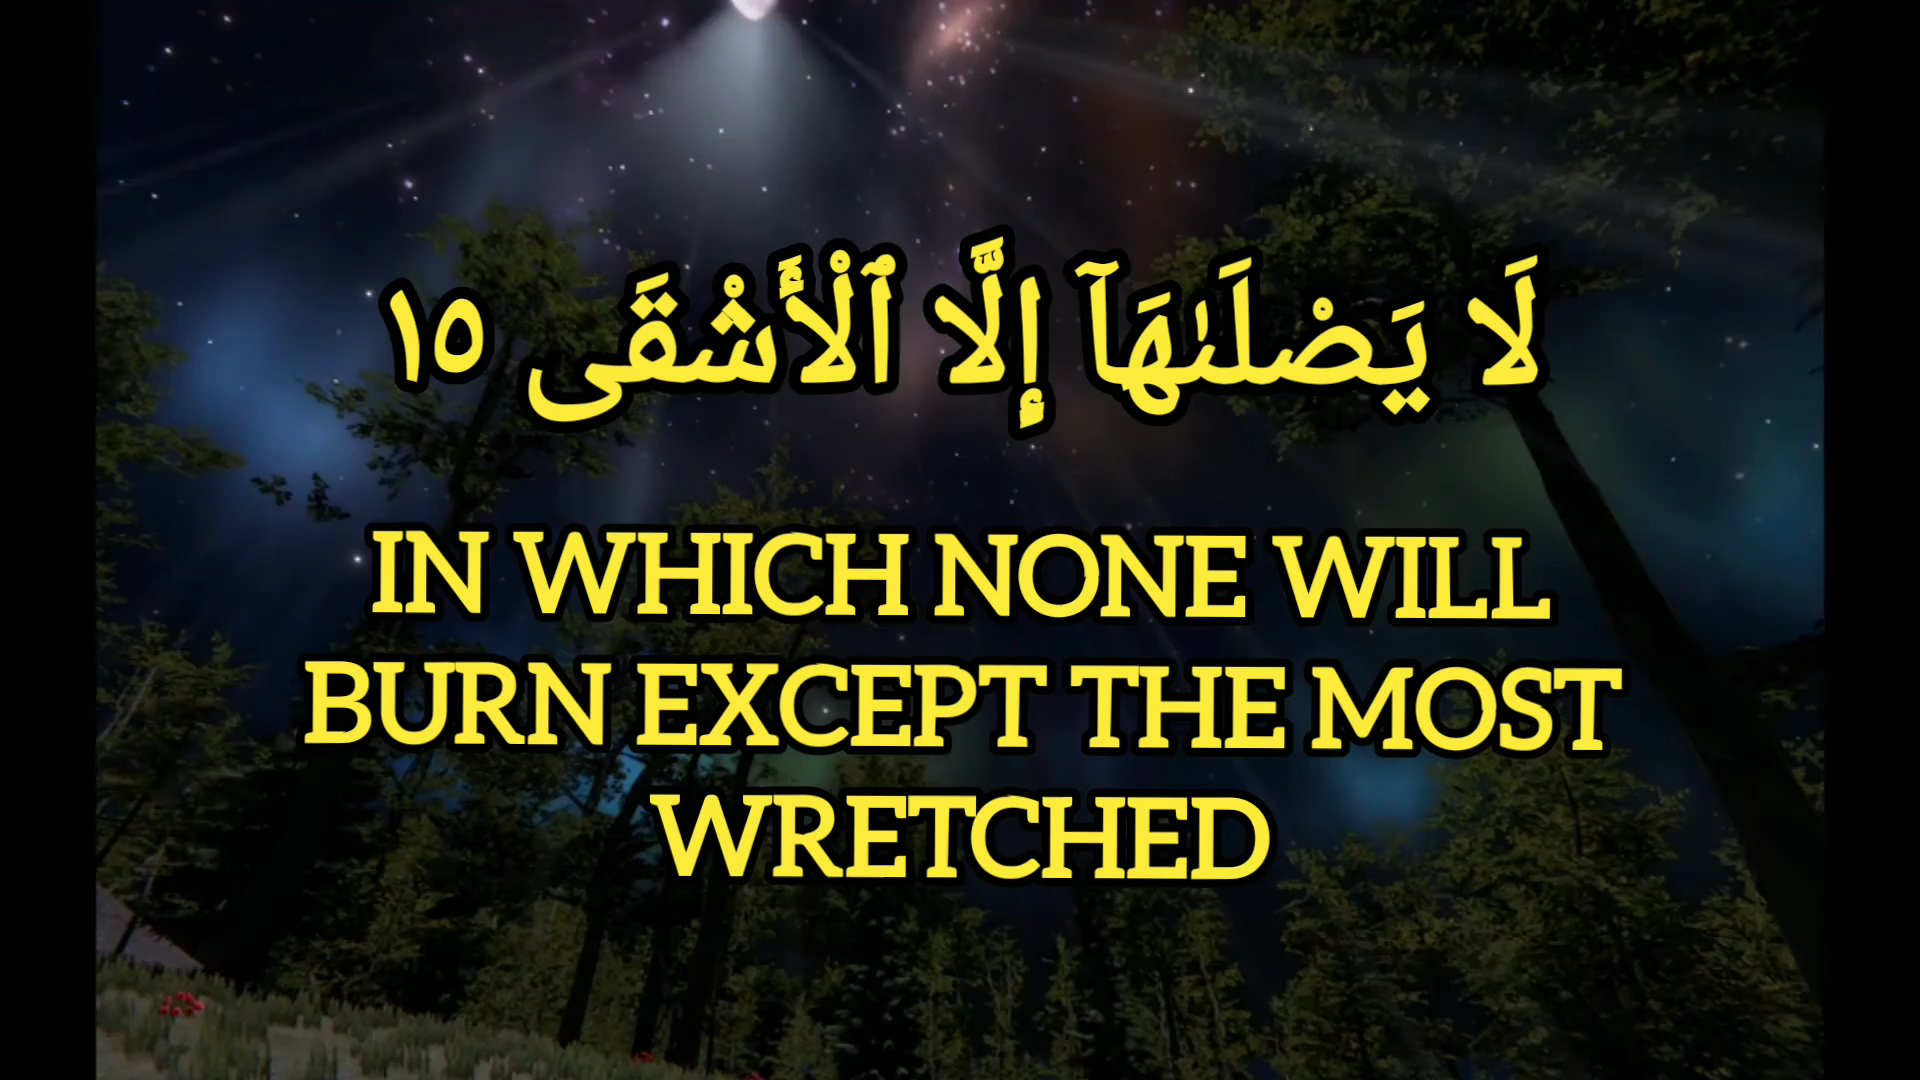 لَا يَصْلَىٰهَآ إِلَّا ٱلْأَشْقَى ١٥
IN WHICH NONE WILL
BURN EXCEPT THE MOST
WRETCHED